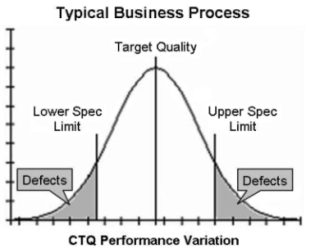 Typical Business Process
Target Quality
Lower Spec
Limit
Upper Spec
Limit
Defects
Defects
CTQ Performance Variation